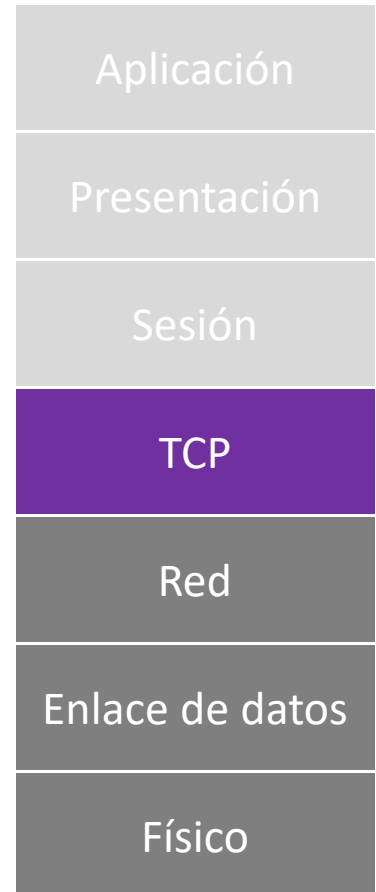 Aplicación
Presentación
Sesión
TCP
Red
Enlace de datos
Físico